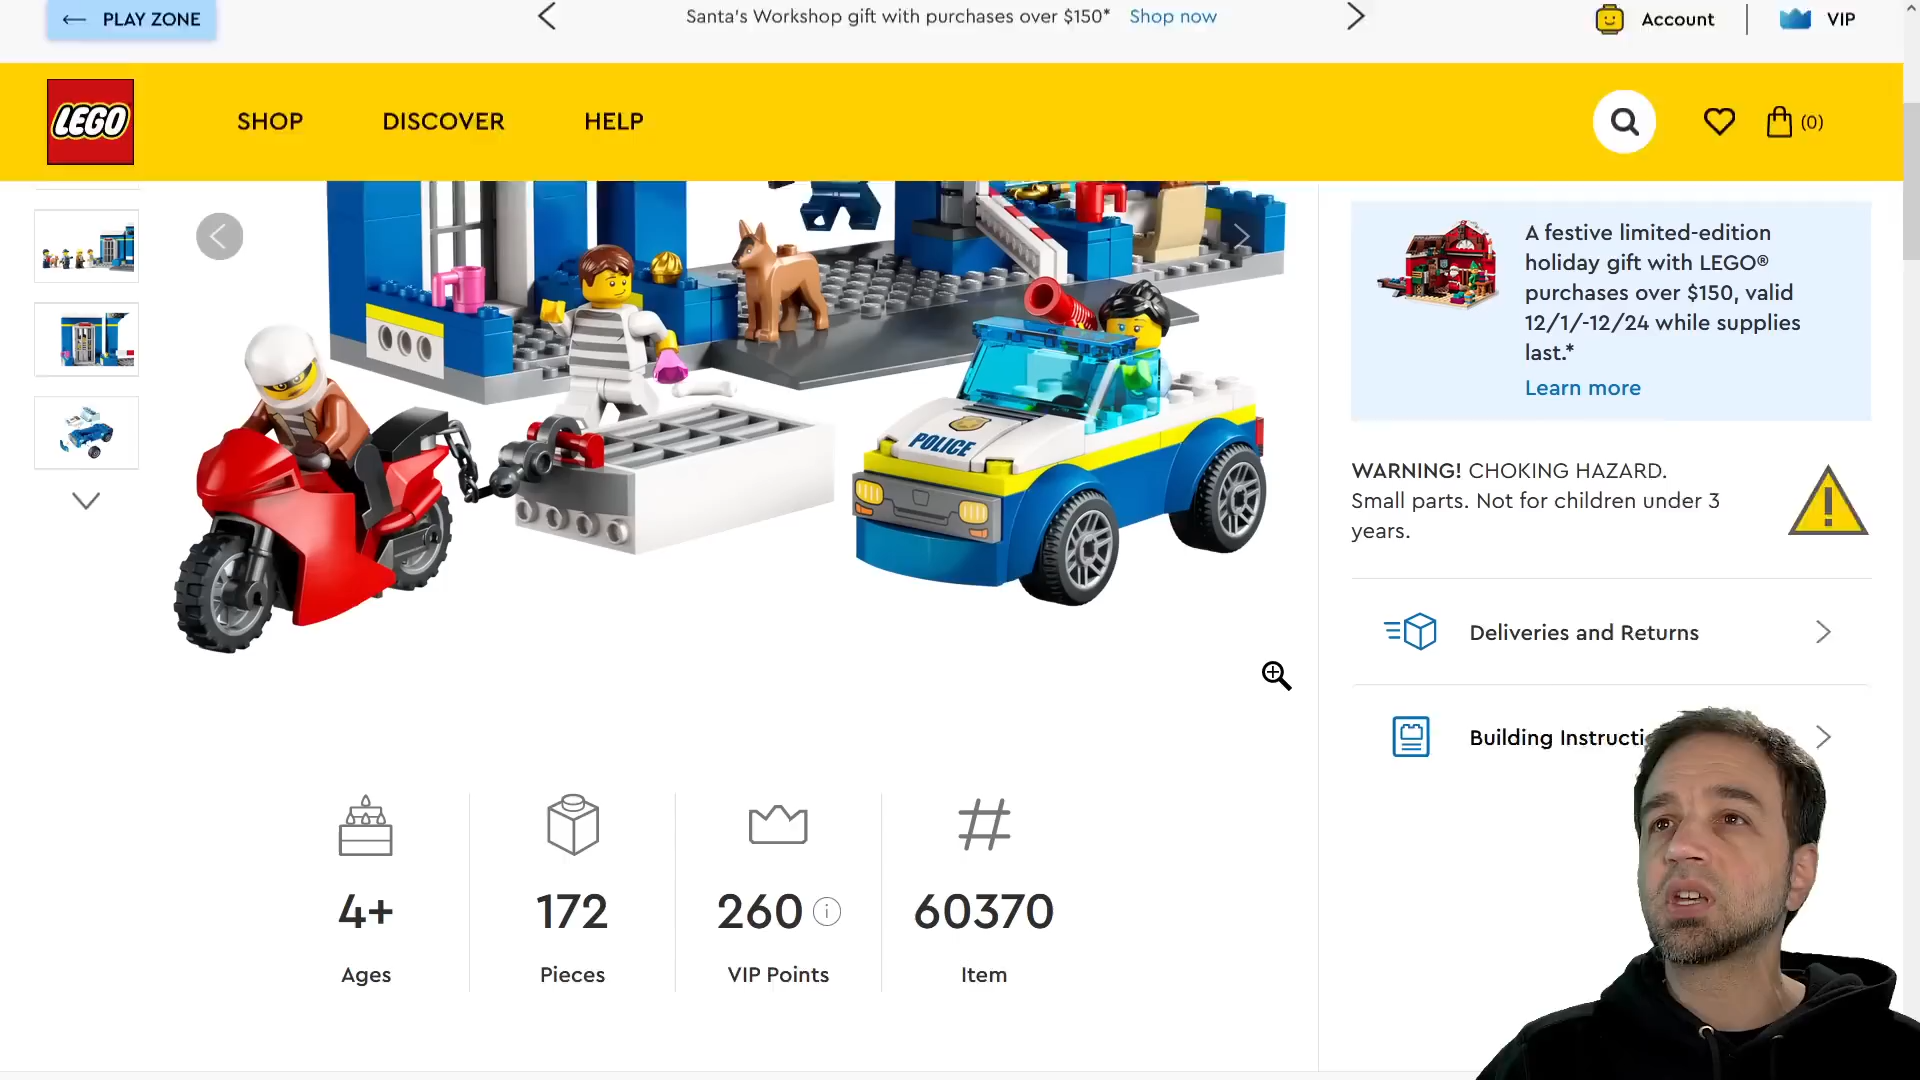 PLAY ZONE
Santa's Workshop gift with purchases over $150* Shop now
Account
VIP
LEGO
SHOP
DISCOVER
HELP
(0)
A festive limited-edition
holiday gift with LEGO®
purchases over $150, valid
12/1/-12/24 while supplies
last.*
Learn more
POLICE
WARNING! CHOKING HAZARD.
Small parts. Not for children under 3
years.
Deliveries and Returns
Building Instructi
4+
172
260
60370
Ages
Pieces
VIP Points
Item